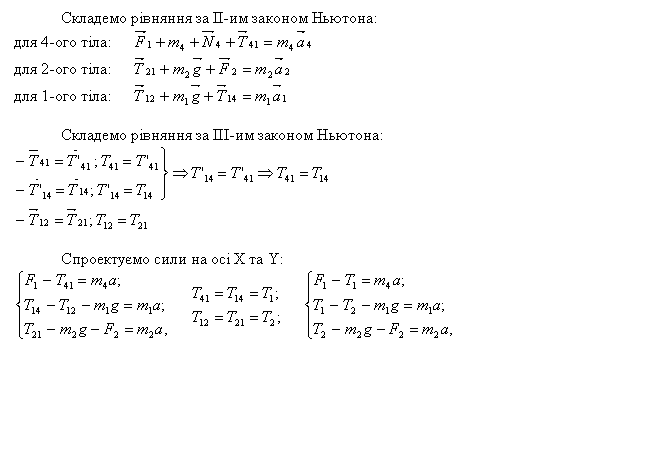 Складемо рівняння за II-им законом Ньютона:
для 4-ого тіла: $\vec{F}_1 + m_4 + \vec{N}_4 + \vec{T}_{41} = m_4 \vec{a}_4$
для 2-ого тіла: $\vec{T}_{21} + m_2 \vec{g} + \vec{F}_2 = m_2 \vec{a}_2$
для 1-ого тіла: $\vec{T}_{12} + m_1 \vec{g} + \vec{T}_{14} = m_1 \vec{a}_1$
Складемо рівняння за III-им законом Ньютона:
$\left. \begin{array}{l} -\vec{T}_{41} = \vec{T}'_{41}; T_{41} = T'_{41} \\ -\vec{T}'_{14} = \vec{T}_{14}; T'_{14} = T_{14} \end{array} \right\} \Rightarrow T'_{14} = T'_{41} \Rightarrow T_{41} = T_{14}$
$-\vec{T}_{12} = \vec{T}_{21}; T_{12} = T_{21}$
Спроектуємо сили на осі X та Y:
$\begin{cases} F_1 - T_{41} = m_4 a; \\ T_{14} - T_{12} - m_1 g = m_1 a; \\ T_{21} - m_2 g - F_2 = m_2 a, \end{cases} \begin{array}{l} T_{41} = T_{14} = T_1; \\ T_{12} = T_{21} = T_2; \end{array} \begin{cases} F_1 - T_1 = m_4 a; \\ T_1 - T_2 - m_1 g = m_1 a; \\ T_2 - m_2 g - F_2 = m_2 a, \end{cases}$